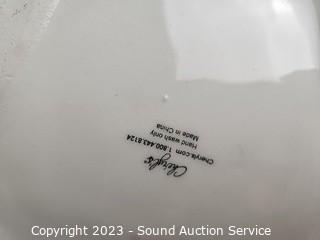 Cheryl's
Cheryls.com 1.800.443.8124
Hand wash only
Made in China
Copyright 2023 - Sound Auction Service